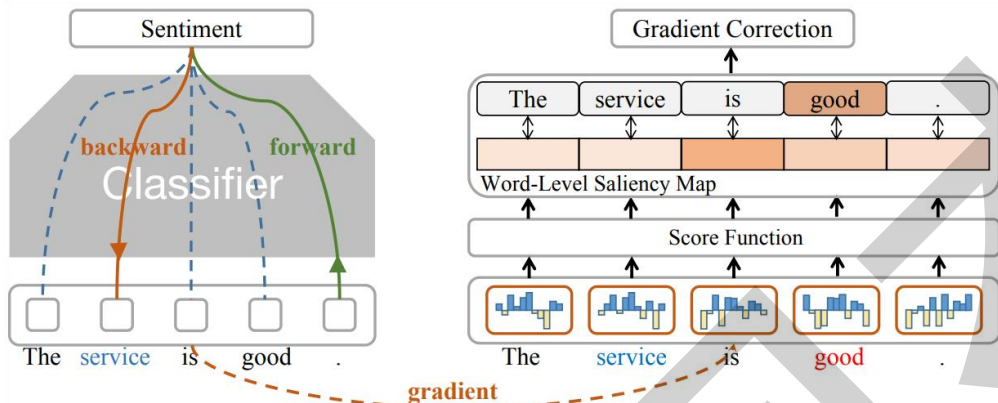 Sentiment
backward forward
Classifier
The service is good .
gradient
Gradient Correction
The service is good .
Word-Level Saliency Map
Score Function
The service is good .